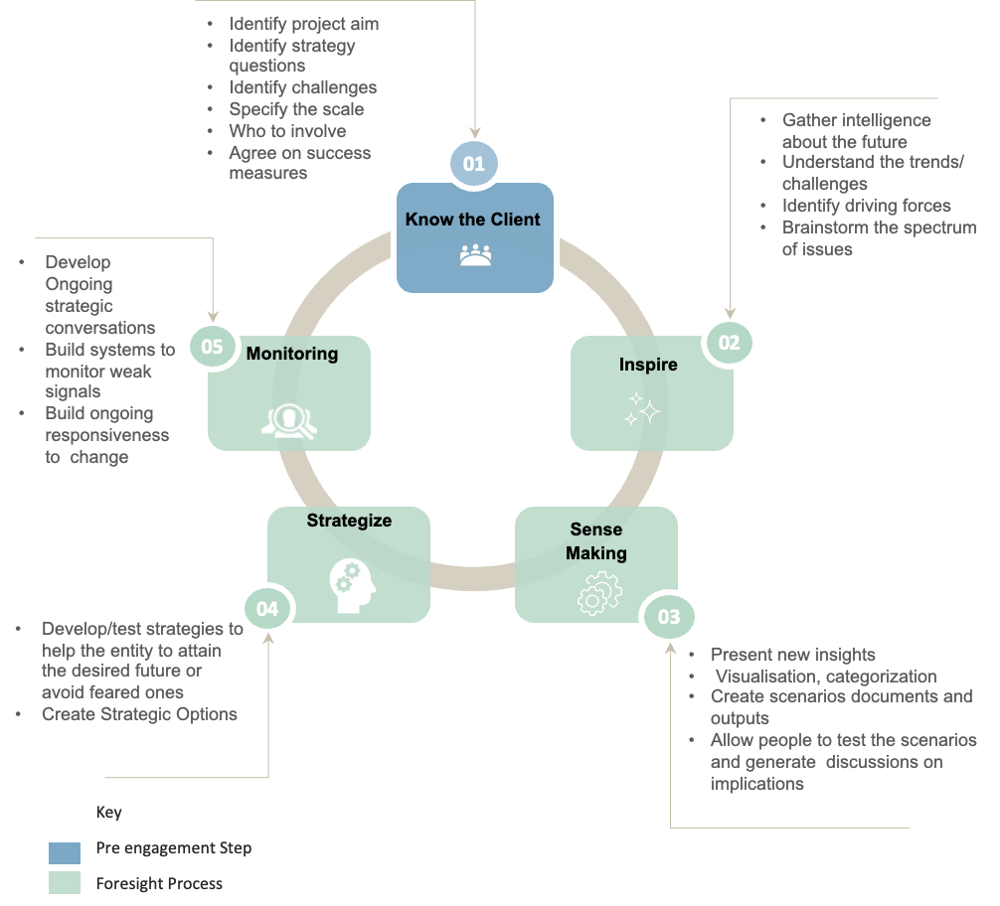 • Identify project aim
• Identify strategy
questions
• Identify challenges
• Specify the scale
• Who to involve
• Agree on success
measures
01
Know the Client
• Gather intelligence
about the future
• Understand the trends/
challenges
• Identify driving forces
• Brainstorm the spectrum
of issues
02
Inspire
Sense
Making
03
• Present new insights
• Visualisation, categorization
• Create scenarios documents and
outputs
• Allow people to test the scenarios
and generate discussions on
implications
Strategize
04
• Develop/test strategies to
help the entity to attain
the desired future or
avoid feared ones
• Create Strategic Options
• Develop
Ongoing
strategic
conversations
• Build systems to
monitor weak
signals
• Build ongoing
responsiveness
to change
05
Monitoring
Key
Pre engagement Step
Foresight Process